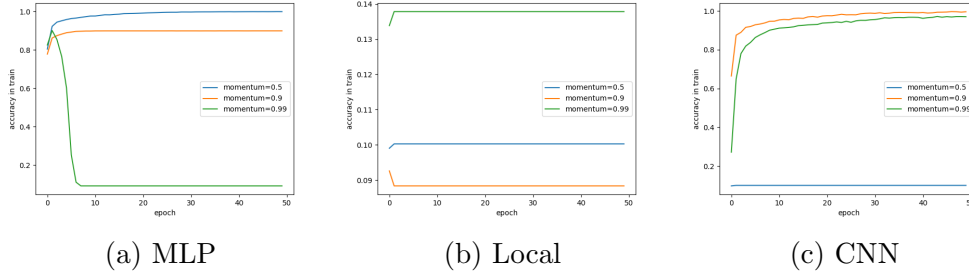 1.0
0.8
0.6
0.4
0.2
accuracy in train
momentum=0.5
momentum=0.9
momentum=0.99
0 10 20 30 40 50
epoch
(a) MLP
0.14
0.13
0.12
0.11
0.10
0.09
accuracy in train
momentum=0.5
momentum=0.9
momentum=0.99
0 10 20 30 40 50
epoch
(b) Local
1.0
0.8
0.6
0.4
0.2
accuracy in train
momentum=0.5
momentum=0.9
momentum=0.99
0 10 20 30 40 50
epoch
(c) CNN